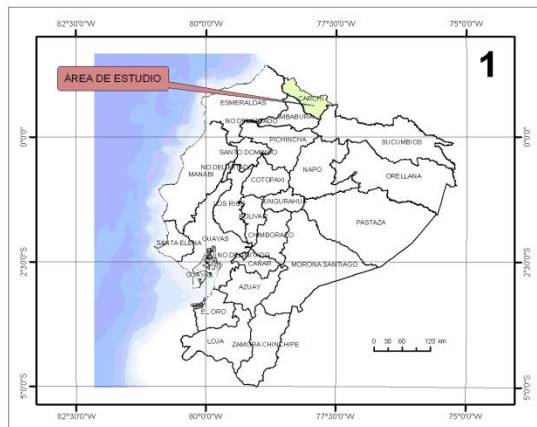 82°30'0"W 80°0'0"W 77°30'0"W 75°0'0"W
1
ÁREA DE ESTUDIO
CARCHI
ESMERALDAS
IMBABURA
NO DELIMITADO
0°0'0" 0°0'0"
PICHINCHA
SUCUMBIOS
SANTO DOMINGO
NO DELIMITADO
NAPO
ORELLANA
MANABI
COTOPAXI
TUNGURAHUA
LOS RIOS
BOLIVAR
PASTAZA
GUAYAS
CHIMBORAZO
SANTA ELENA
NO DELIMITADO
2°30'0"S 2°30'0"S
CAÑAR
MORONA SANTIAGO
GUAYAS
AZUAY
EL ORO
LOJA
ZAMORA CHINCHIPE
0 30 60 120 km
5°0'0"S 5°0'0"S
82°30'0"W 80°0'0"W 77°30'0"W 75°0'0"W